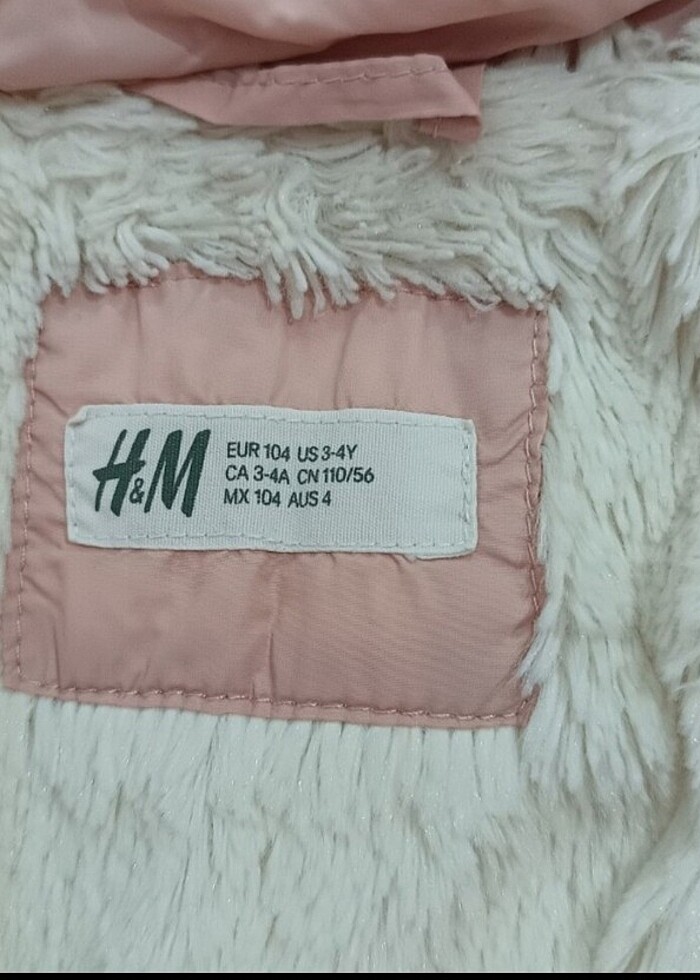 H&M
EUR 104 US 3-4Y
CA 3-4A CN 110/56
MX 104 AUS 4